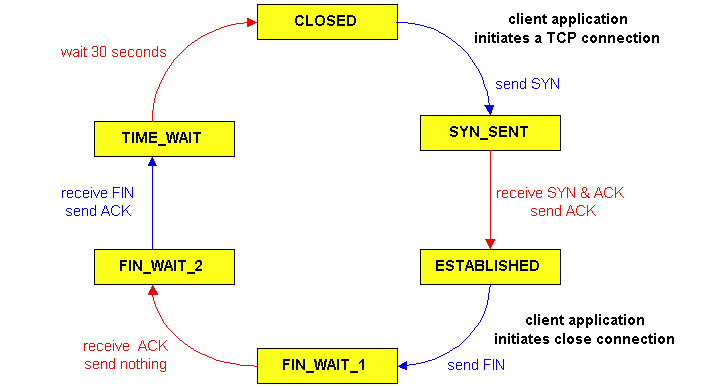 CLOSED
client application
initiates a TCP connection
wait 30 seconds
send SYN
TIME_WAIT
SYN_SENT
receive FIN
send ACK
receive SYN & ACK
send ACK
FIN_WAIT_2
ESTABLISHED
client application
initiates close connection
receive ACK
send nothing
FIN_WAIT_1
send FIN